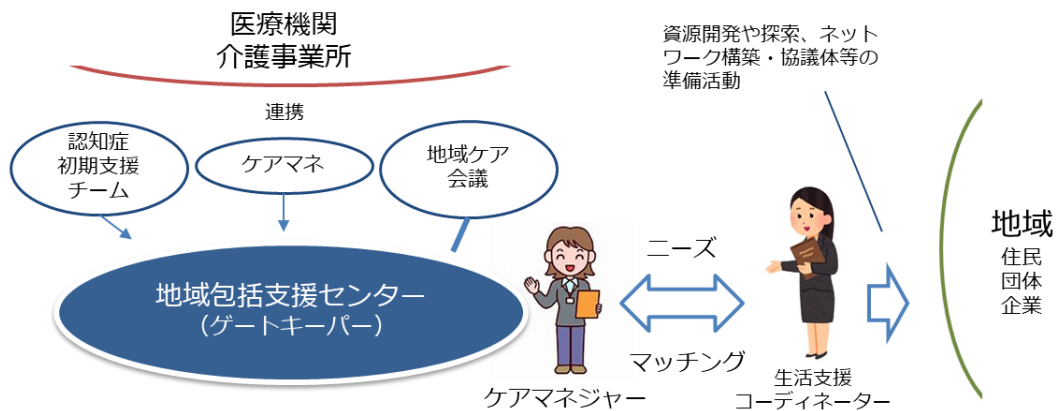 医療機関
介護事業所
連携
認知症
初期支援
チーム
ケアマネ
地域ケア
会議
地域包括支援センター
（ゲートキーパー）
ケアマネジャー
ニーズ
マッチング
資源開発や探索、ネット
ワーク構築・協議体等の
準備活動
生活支援
コーディネーター
地域
住民
団体
企業